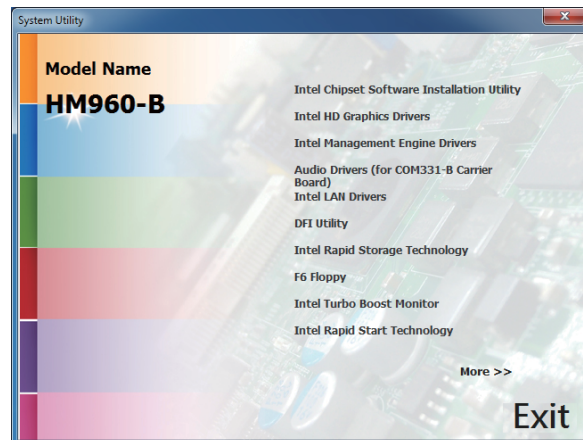 System Utility
Model Name
HM960-B
Intel Chipset Software Installation Utility
Intel HD Graphics Drivers
Intel Management Engine Drivers
Audio Drivers (for COM331-B Carrier
Board)
Intel LAN Drivers
DFI Utility
Intel Rapid Storage Technology
F6 Floppy
Intel Turbo Boost Monitor
Intel Rapid Start Technology
More >>
Exit